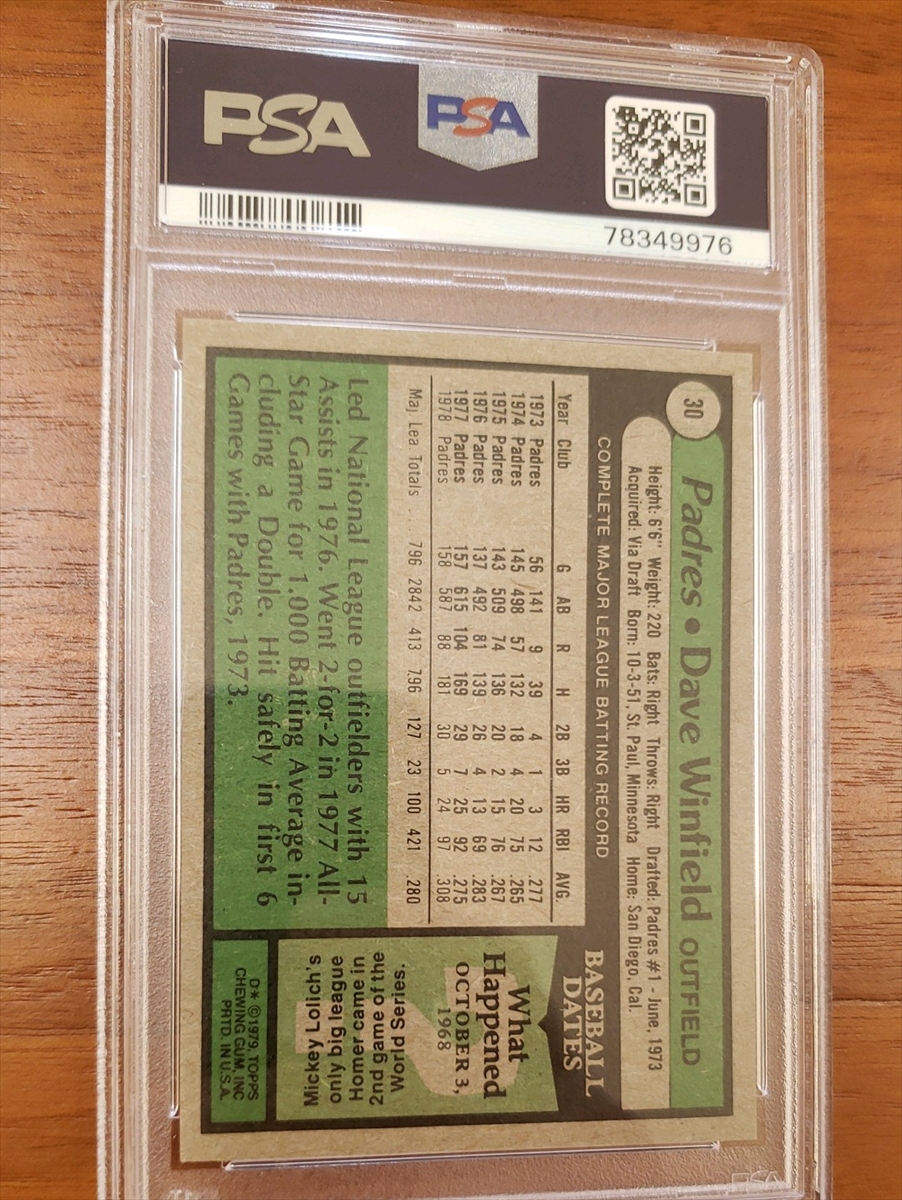 PSA
PSA
78349976
30
Padres • Dave Winfield OUTFIELD
Height: 6'6" Weight: 220 Bats: Right Throws: Right Drafted: Padres #1 - June, 1973
Acquired: Via Draft Born: 10-3-51, St. Paul, Minnesota Home: San Diego, Cal.
COMPLETE MAJOR LEAGUE BATTING RECORD
Year Club G AB R H 2B 3B HR RBI AVG.
1973 Padres 56 141 9 39 4 1 3 12 .277
1974 Padres 145 498 57 132 18 4 20 75 .265
1975 Padres 143 509 74 136 20 2 15 76 .267
1976 Padres 137 492 81 139 26 4 13 69 .283
1977 Padres 157 615 104 169 29 7 25 92 .275
1978 Padres 158 587 88 181 30 5 24 97 .308
Maj. Lea Totals ... 796 2842 413 796 127 23 100 421 .280
Led National League outfielders with 15
Assists in 1976. Went 2-for-2 in 1977 All-
Star Game for 1.000 Batting Average in-
cluding a Double. Hit safely in first 6
Games with Padres, 1973.
BASEBALL
DATES
What
Happened
OCTOBER 3,
1968
Mickey Lolich's
only big league
Homer came in
2nd game of the
World Series.
D* ©1979, TOPPS
CHEWING GUM, INC
PRTD. IN U.S.A.
PSA